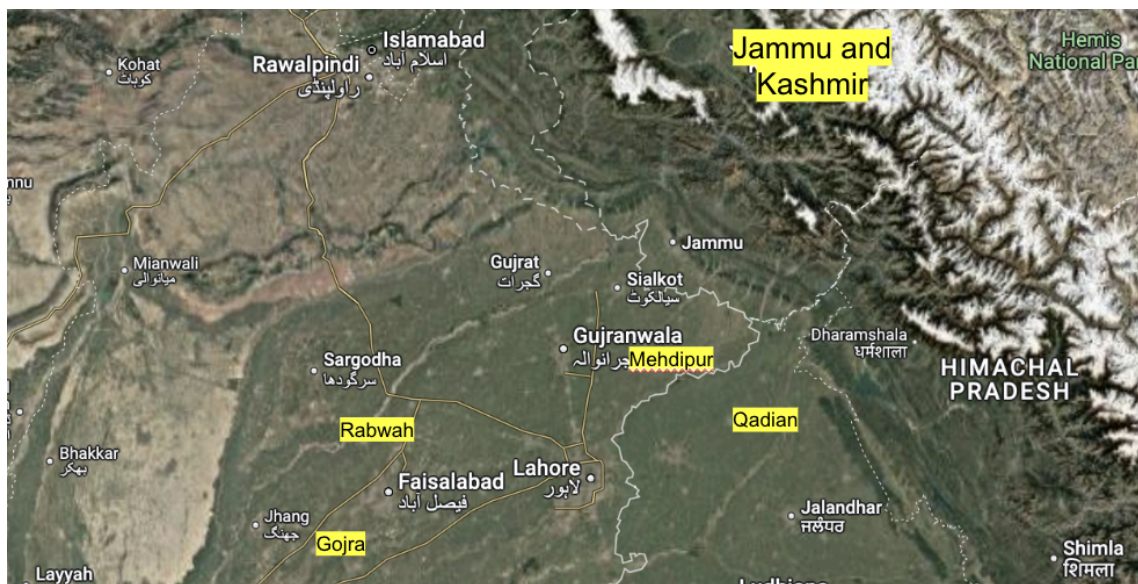 Islamabad
اسلام آباد
Jammu and
Kashmir
Hemis
National Par
Kohat
کوہاٹ
Rawalpindi
راولپنڈی
Mianwali
میانوالی
Gujrat
گجرات
Jammu
Sialkot
سیالکوٹ
Gujranwala
جرانوالہ
Mehdipur
Dharamshala
धर्मशाला
HIMACHAL
PRADESH
Sargodha
سرگودھا
Rabwah
Qadian
Bhakkar
بھکر
Faisalabad
فیصل آباد
Lahore
لاہور
Jalandhar
ਜਲੰਧਰ
Jhang
جھنگ
Gojra
Shimla
शिमला
Layyah